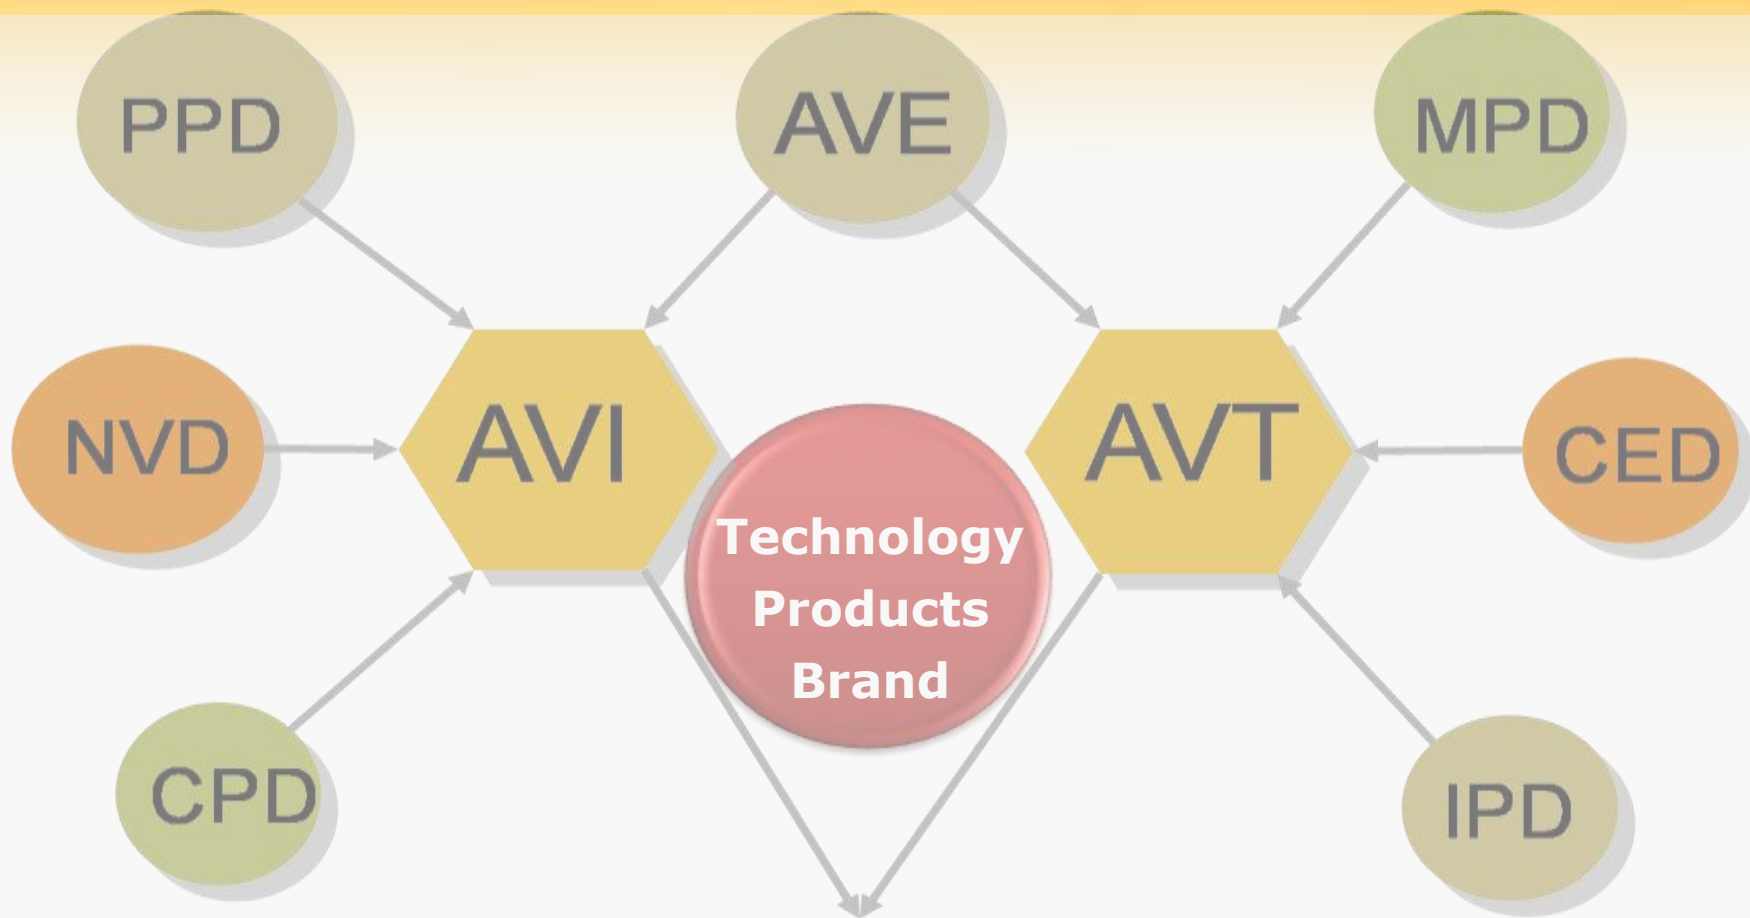 PPD
AVE
MPD
NVD
AVI
AVT
CED
Technology
Products
Brand
CPD
IPD